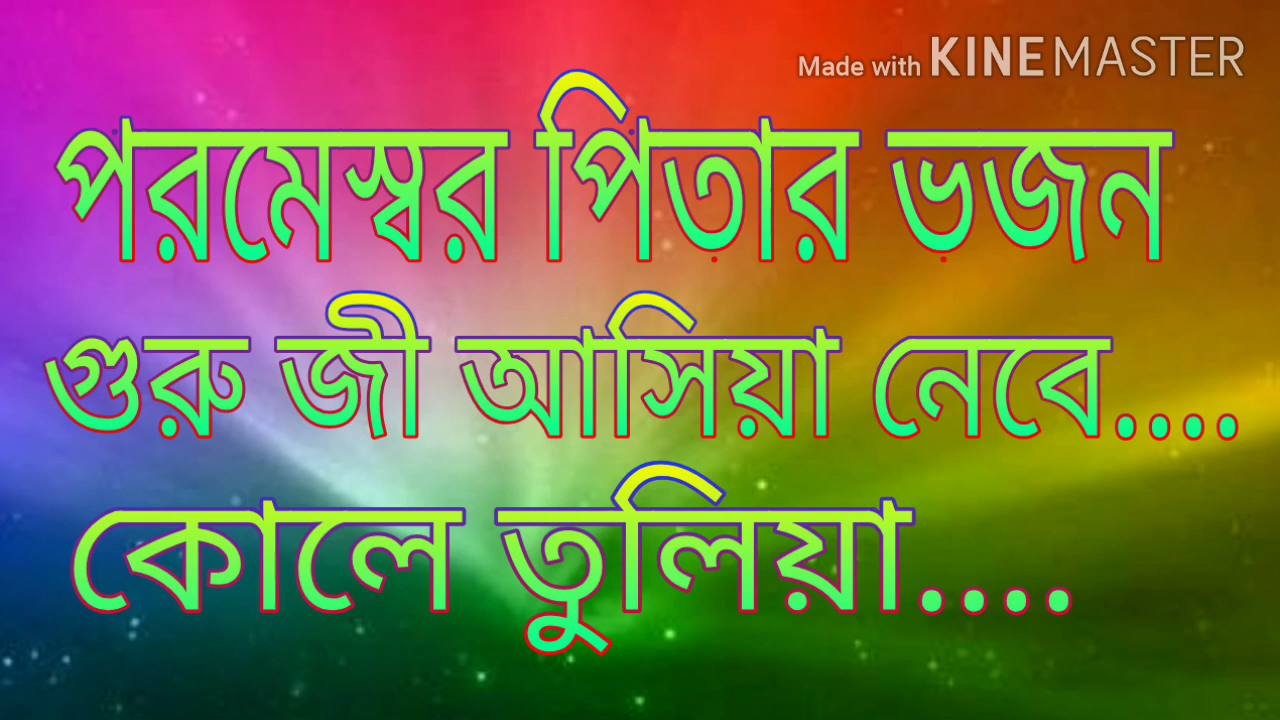 Made with KINEMASTER
পরমেস্বর পিতার ভজন
গুরু জী আসিয়া নেবে....
কোলে তুলিয়া....